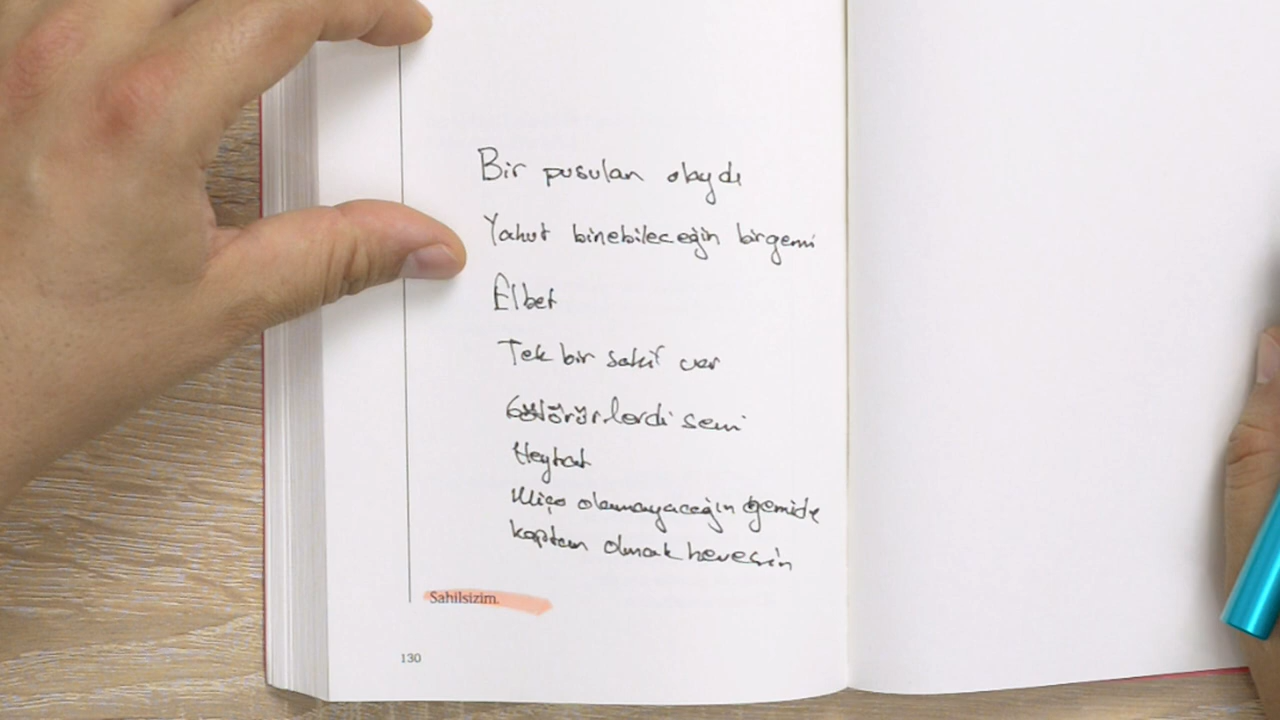 Bir pusulan olaydı
Yahut binebileceğin bir gemi
Elbet
Tek bir sahil var
Götürürlerdi seni
Heyhat
Miço olamayacağın gemide
kaptan olmak hevesin
Sahilsizim.
130